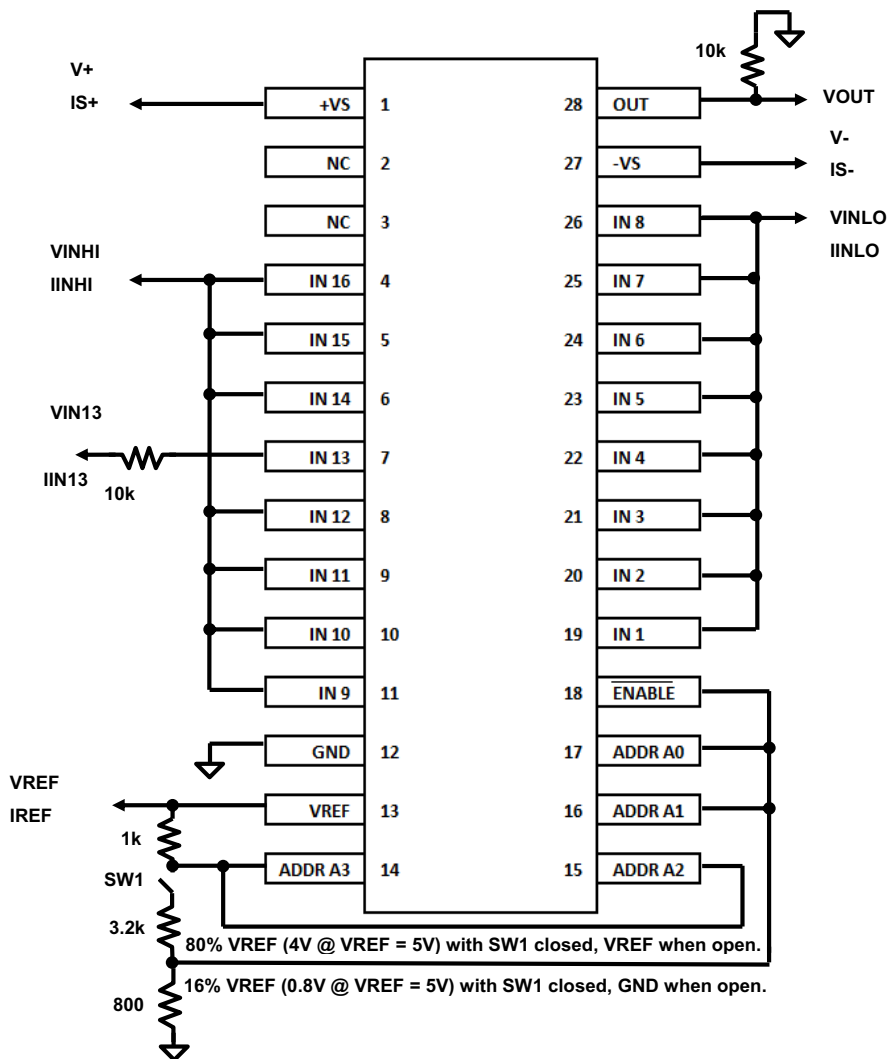 10k
V+
IS+
+VS 1 28 OUT
VOUT
V-
IS-
NC 2 27 -VS
NC 3 26 IN 8
VINLO
IINLO
VINHI
IINHI
IN 16 4 25 IN 7
IN 15 5 24 IN 6
IN 14 6 23 IN 5
VIN13
IIN13
10k
IN 13 7 22 IN 4
IN 12 8 21 IN 3
IN 11 9 20 IN 2
IN 10 10 19 IN 1
IN 9 11 18 ENABLE
GND 12 17 ADDR A0
VREF
IREF
VREF 13 16 ADDR A1
1k
ADDR A3 14 15 ADDR A2
SW1
3.2k
80% VREF (4V @ VREF = 5V) with SW1 closed, VREF when open.
16% VREF (0.8V @ VREF = 5V) with SW1 closed, GND when open.
800